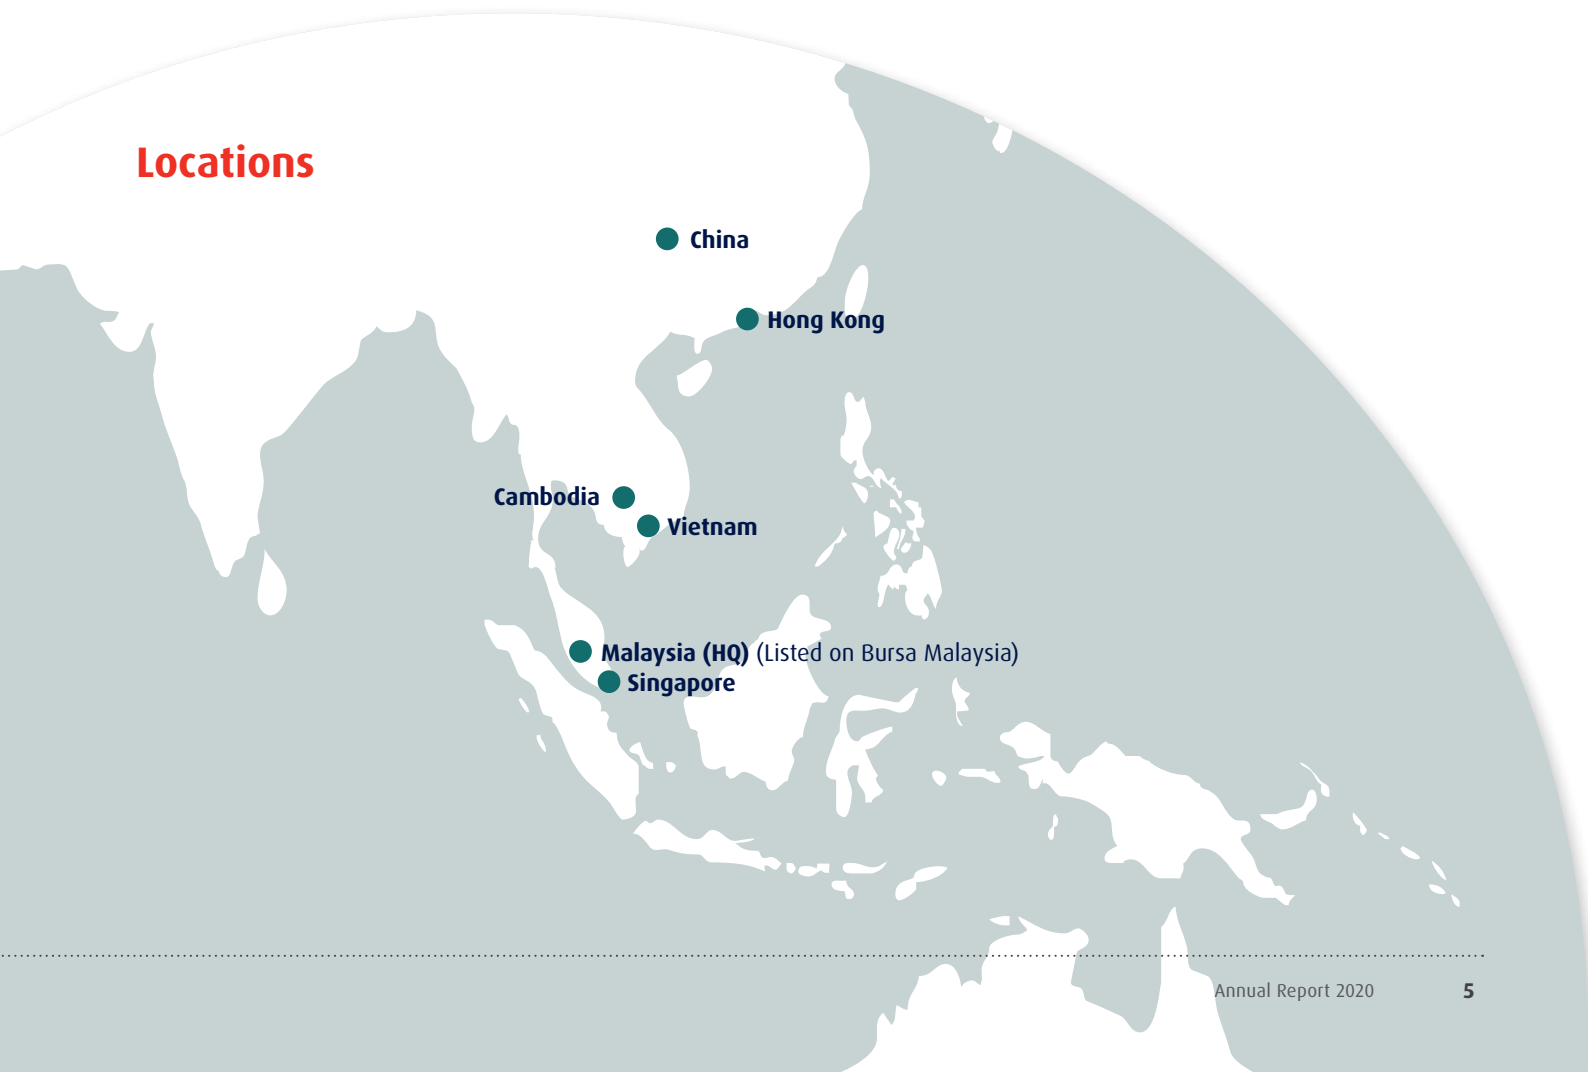 Locations
China
Hong Kong
Cambodia
Vietnam
Malaysia (HQ) (Listed on Bursa Malaysia)
Singapore
Annual Report 2020 5